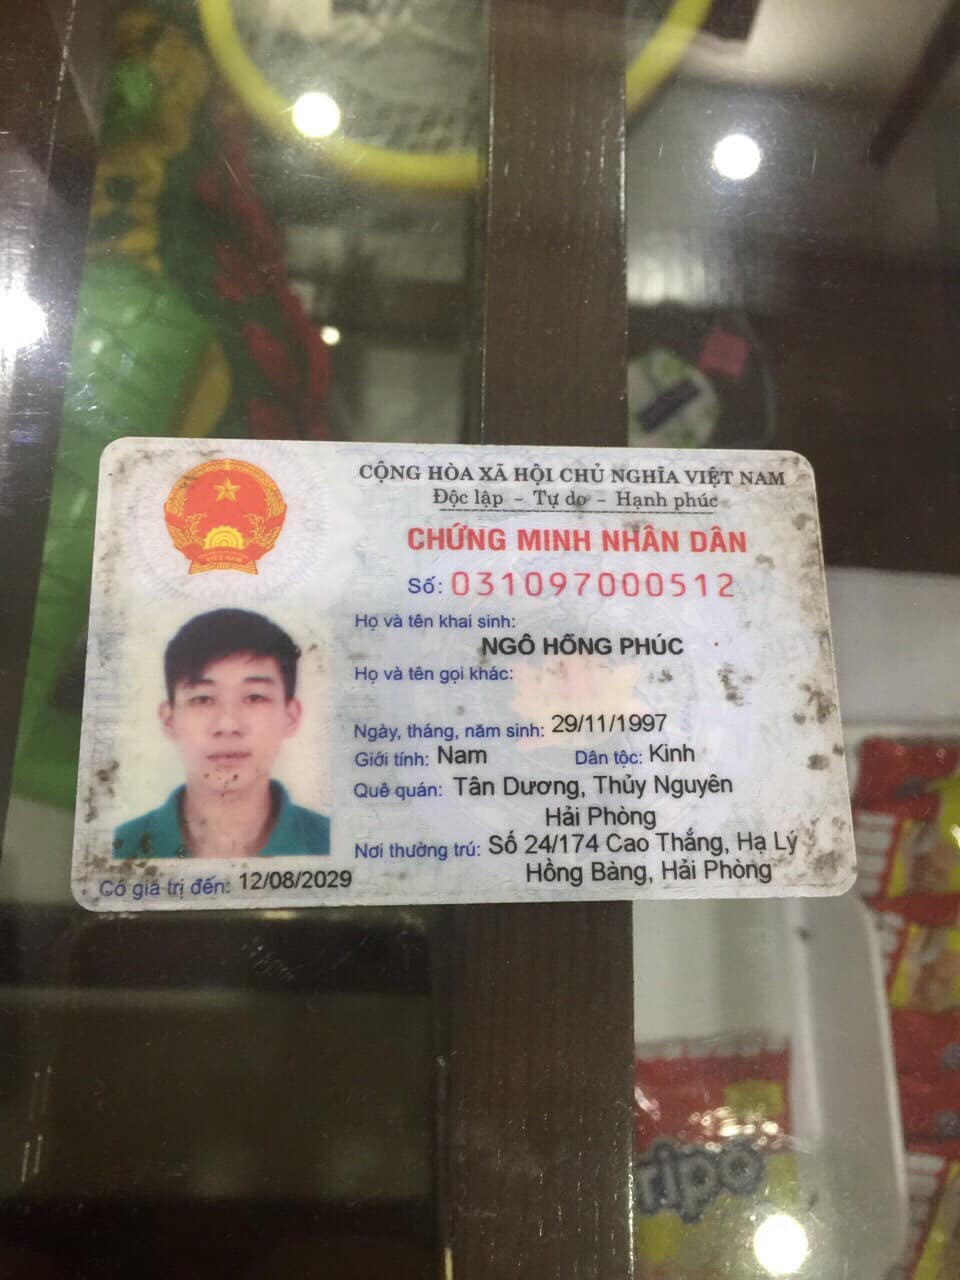 CỘNG HÒA XÃ HỘI CHỦ NGHĨA VIỆT NAM
Độc lập - Tự do - Hạnh phúc
CHỨNG MINH NHÂN DÂN
Số: 031097000512
Họ và tên khai sinh:
NGÔ HỒNG PHÚC
Họ và tên gọi khác:
Ngày, tháng, năm sinh: 29/11/1997
Giới tính: Nam Dân tộc: Kinh
Quê quán: Tân Dương, Thủy Nguyên
Hải Phòng
Nơi thường trú: Số 24/174 Cao Thắng, Hạ Lý
Hồng Bàng, Hải Phòng
Có giá trị đến: 12/08/2029
VIỆT NAM
ripo